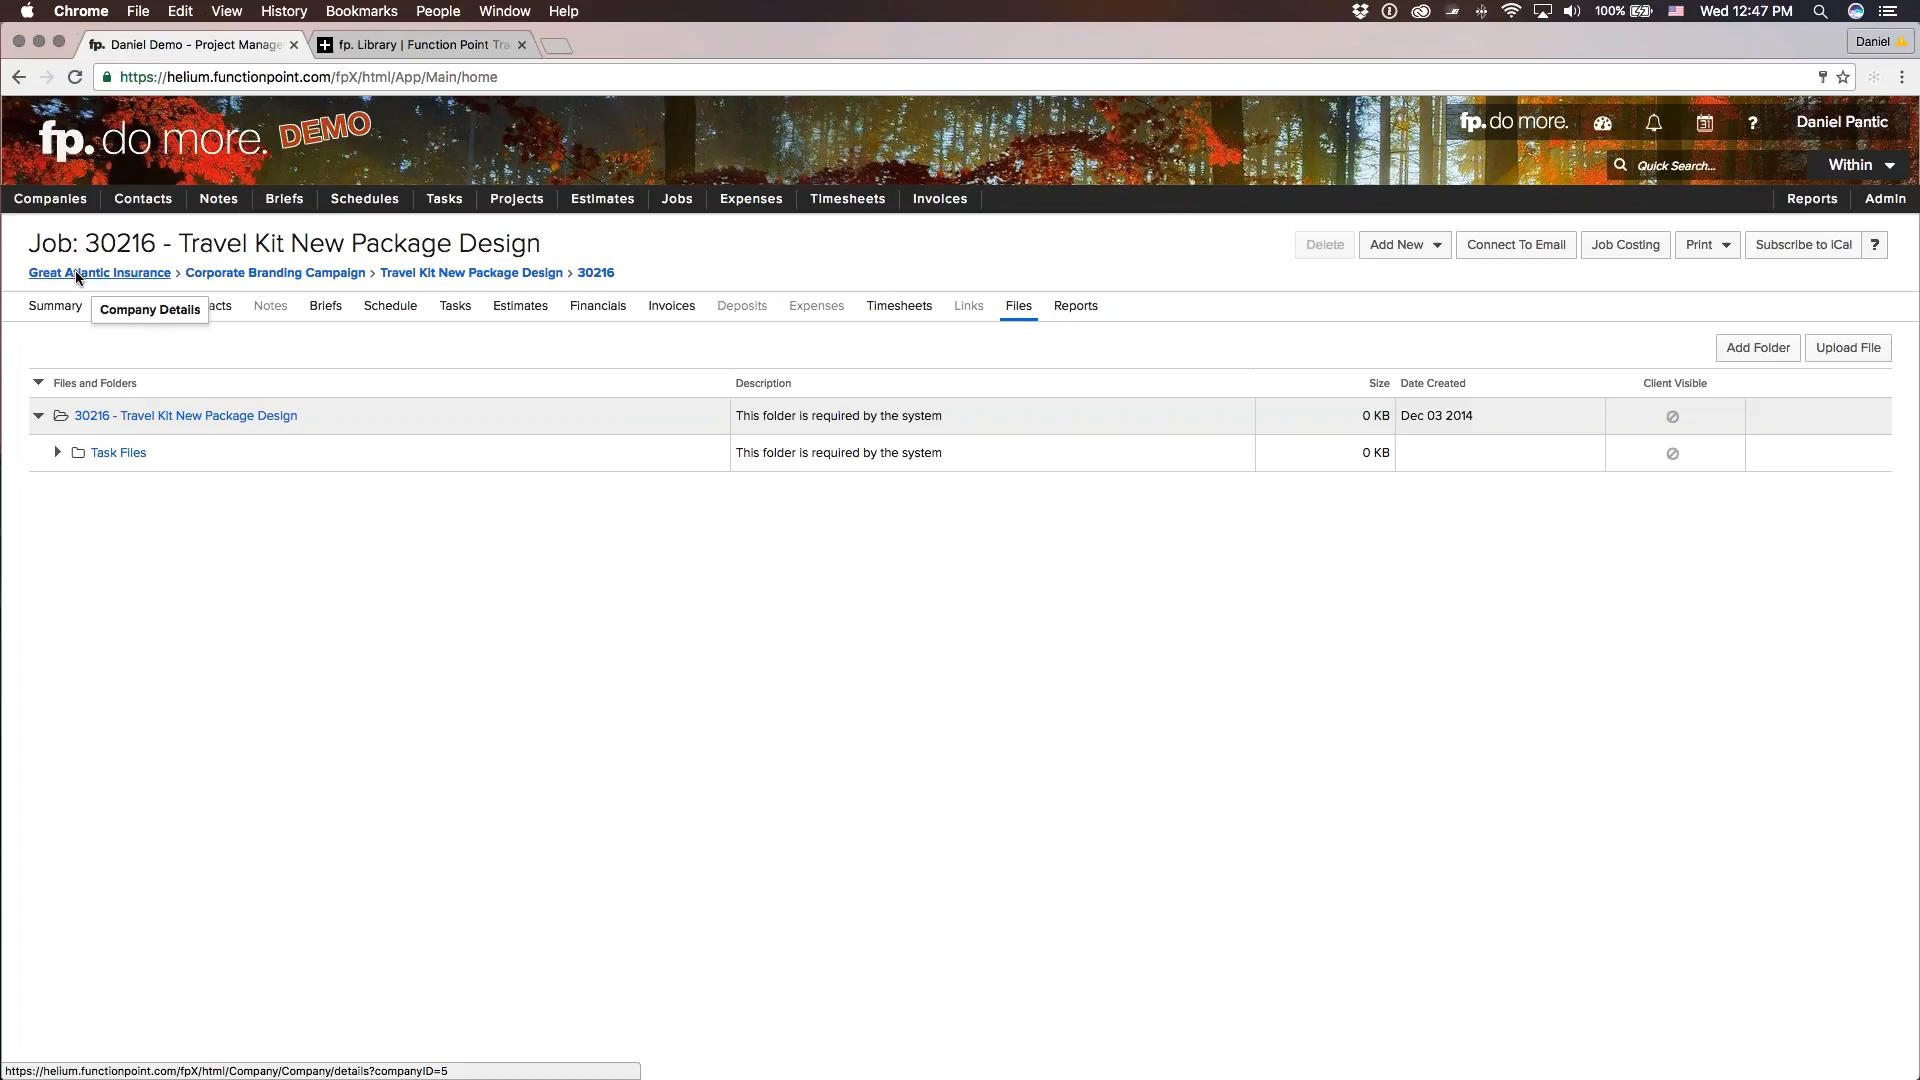 Chrome File Edit View History Bookmarks People Window Help 100% Wed 12:47 PM
fp. Daniel Demo - Project Manage fp. Library | Function Point Tra Daniel
https://helium.functionpoint.com/fpX/html/App/Main/home
fp. do more. DEMO fp. do more. 31 ? Daniel Pantic
Quick Search... Within
Companies Contacts Notes Briefs Schedules Tasks Projects Estimates Jobs Expenses Timesheets Invoices Reports Admin
Job: 30216 - Travel Kit New Package Design Delete Add New Connect To Email Job Costing Print Subscribe to iCal ?
Great Atlantic Insurance > Corporate Branding Campaign > Travel Kit New Package Design > 30216
Summary acts Notes Briefs Schedule Tasks Estimates Financials Invoices Deposits Expenses Timesheets Links Files Reports
Company Details
Add Folder Upload File
Files and Folders Description Size Date Created Client Visible
30216 - Travel Kit New Package Design This folder is required by the system 0 KB Dec 03 2014
Task Files This folder is required by the system 0 KB
https://helium.functionpoint.com/fpX/html/Company/Company/details?companyID=5